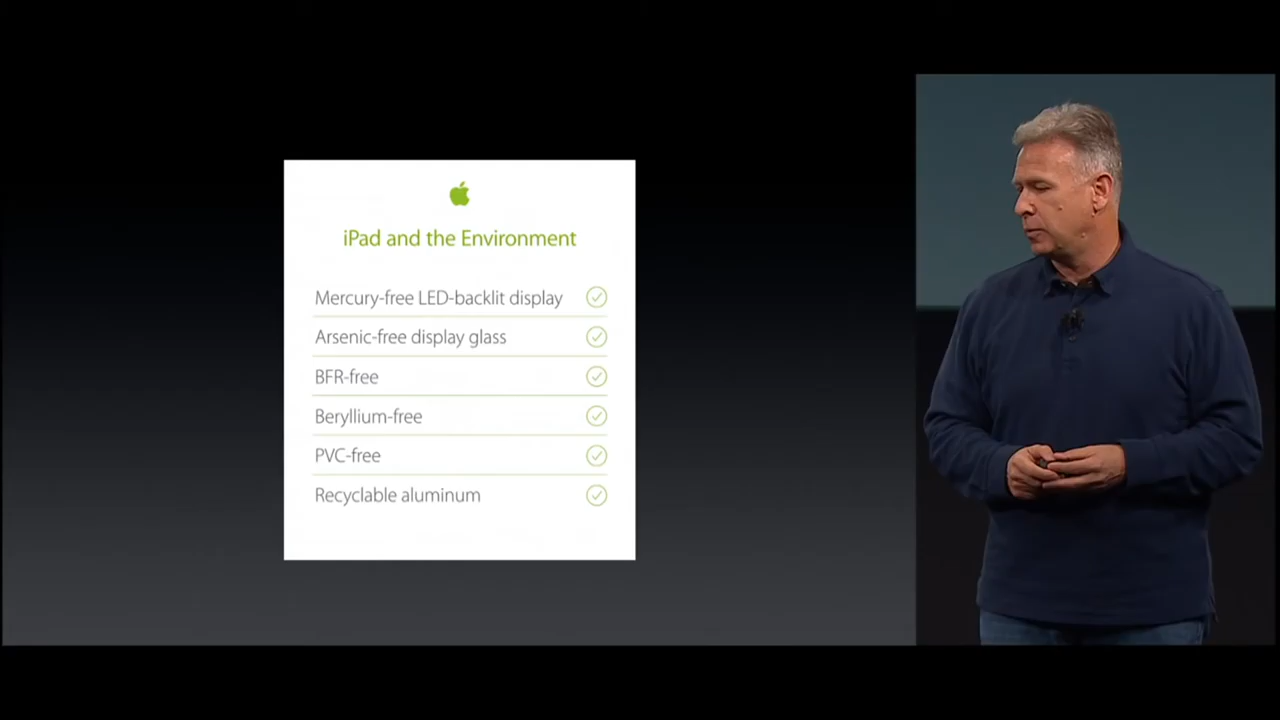 iPad and the Environment
Mercury-free LED-backlit display
Arsenic-free display glass
BFR-free
Beryllium-free
PVC-free
Recyclable aluminum